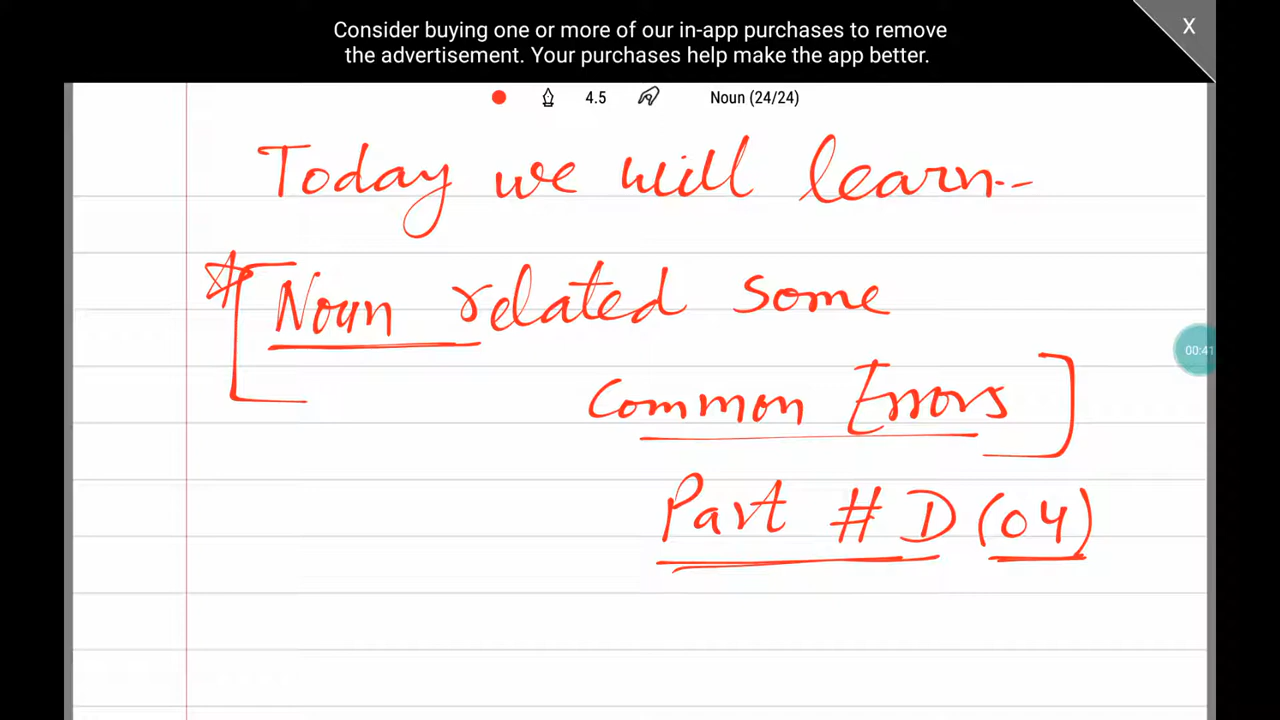 Consider buying one or more of our in-app purchases to remove
the advertisement. Your purchases help make the app better.
X
4.5 Noun (24/24)
Today we will learn..--
Noun related some
00:41
Common Errors
Part # D (04)